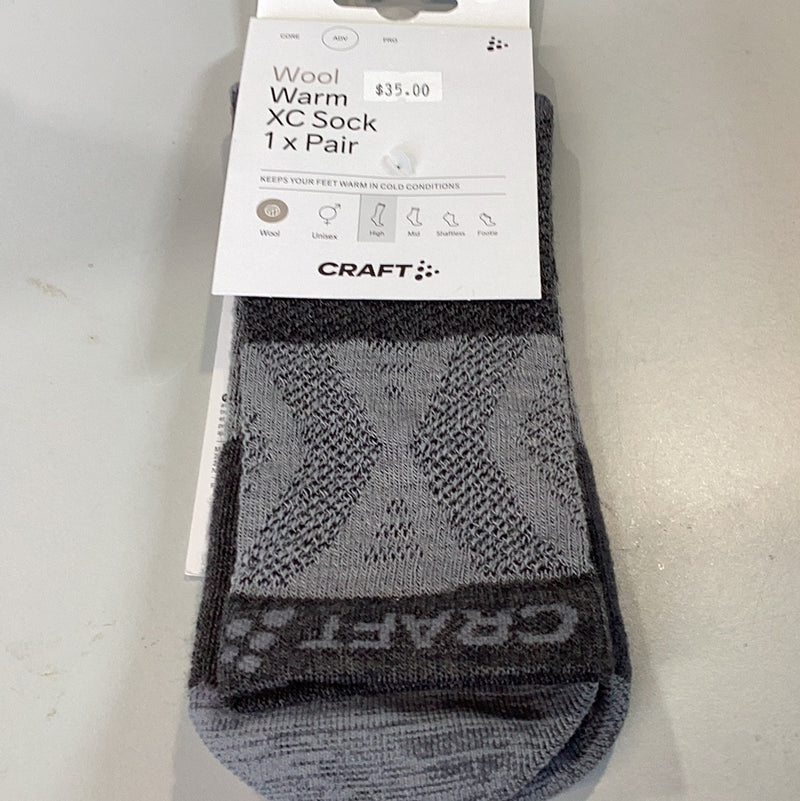 CORE ADV PRO
Wool
Warm
$35.00
XC Sock
1 x Pair
KEEPS YOUR FEET WARM IN COLD CONDITIONS
Wool Unisex High Mid Shaftless Footie
CRAFT
CRAFT